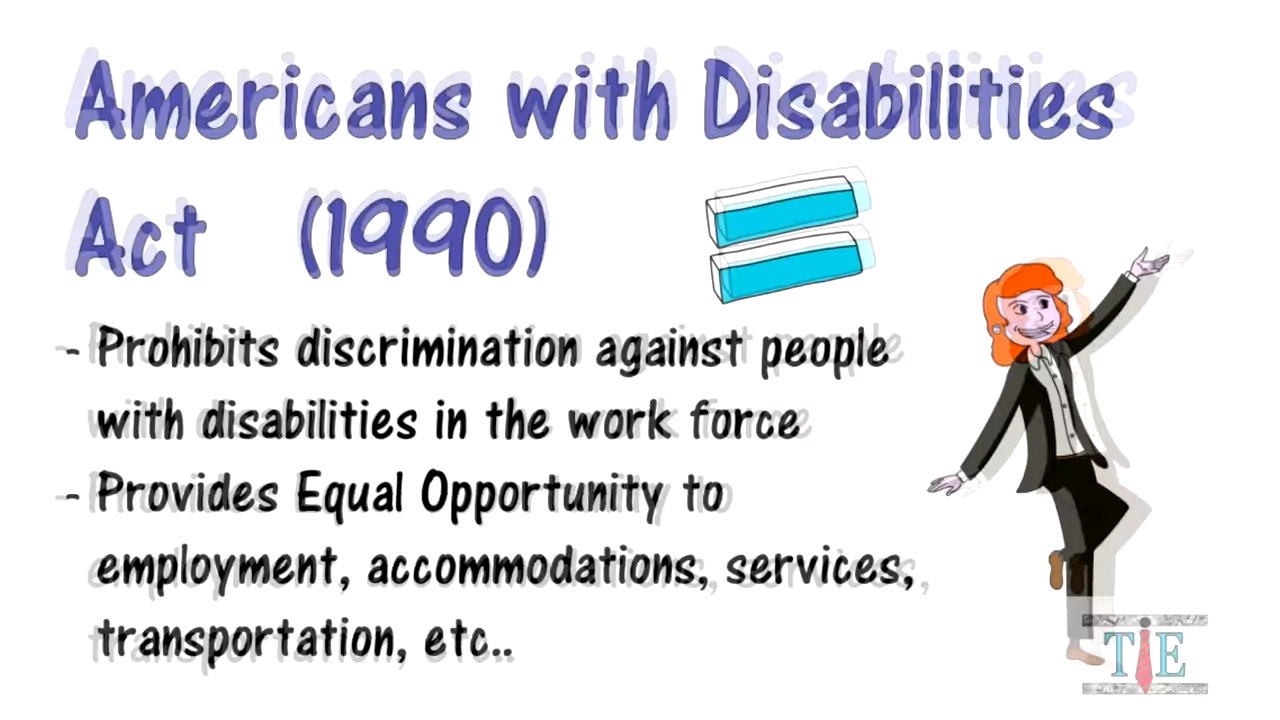 Americans with Disabilities
Act (1990)
- Prohibits discrimination against people
with disabilities in the work force
- Provides Equal Opportunity to
employment, accommodations, services,
transportation, etc..
TiE